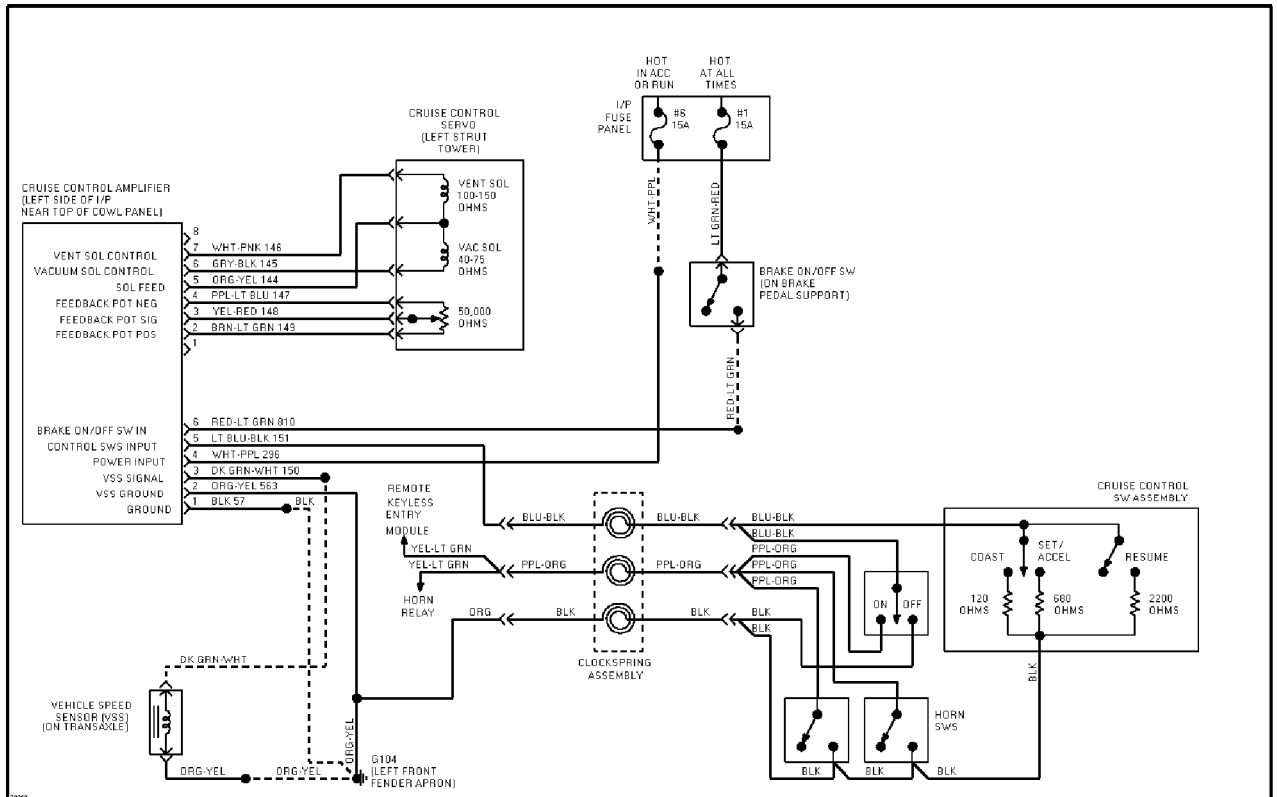 HOT
IN ACC
OR RUN
HOT
AT ALL
TIMES
I/P
FUSE
PANEL
#6
15A
#1
15A
CRUISE CONTROL
SERVO
(LEFT STRUT
TOWER)
VENT SOL
100-150
OHMS
VAC SOL
40-75
OHMS
50,000
OHMS
WHT-PPL
LT GRN-RED
BRAKE ON/OFF SW
(ON BRAKE
PEDAL SUPPORT)
RED-LT GRN
CRUISE CONTROL AMPLIFIER
(LEFT SIDE OF I/P
NEAR TOP OF COWL PANEL)
8
VENT SOL CONTROL 7 WHT-PNK 146
VACUUM SOL CONTROL 6 GRY-BLK 145
SOL FEED 5 ORG-YEL 144
FEEDBACK POT NEG 4 PPL-LT BLU 147
FEEDBACK POT SIG 3 YEL-RED 148
FEEDBACK POT POS 2 BRN-LT GRN 149
1
BRAKE ON/OFF SW IN 6 RED-LT GRN 810
CONTROL SWS INPUT 5 LT BLU-BLK 151
POWER INPUT 4 WHT-PPL 296
VSS SIGNAL 3 DK GRN-WHT 150
VSS GROUND 2 ORG-YEL 563
GROUND 1 BLK 57 BLK
REMOTE
KEYLESS
ENTRY
MODULE
YEL-LT GRN
YEL-LT GRN
HORN
RELAY
BLU-BLK BLU-BLK BLU-BLK
BLU-BLK
PPL-ORG PPL-ORG PPL-ORG
PPL-ORG
PPL-ORG
ORG BLK BLK BLK
BLK
CLOCKSPRING
ASSEMBLY
ON OFF
CRUISE CONTROL
SW ASSEMBLY
COAST
SET/
ACCEL
RESUME
120
OHMS
680
OHMS
2200
OHMS
BLK
HORN
SWS
BLK BLK BLK
DK GRN-WHT
VEHICLE SPEED
SENSOR (VSS)
(ON TRANSAXLE)
ORG-YEL ORG-YEL
ORG-YEL
G104
(LEFT FRONT
FENDER APRON)